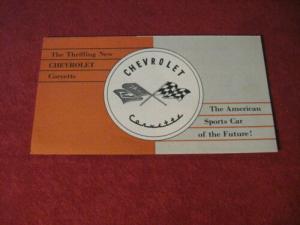 The Thrilling New
CHEVROLET
Corvette
CHEVROLET
Corvette
The American
Sports Car
of the Future!